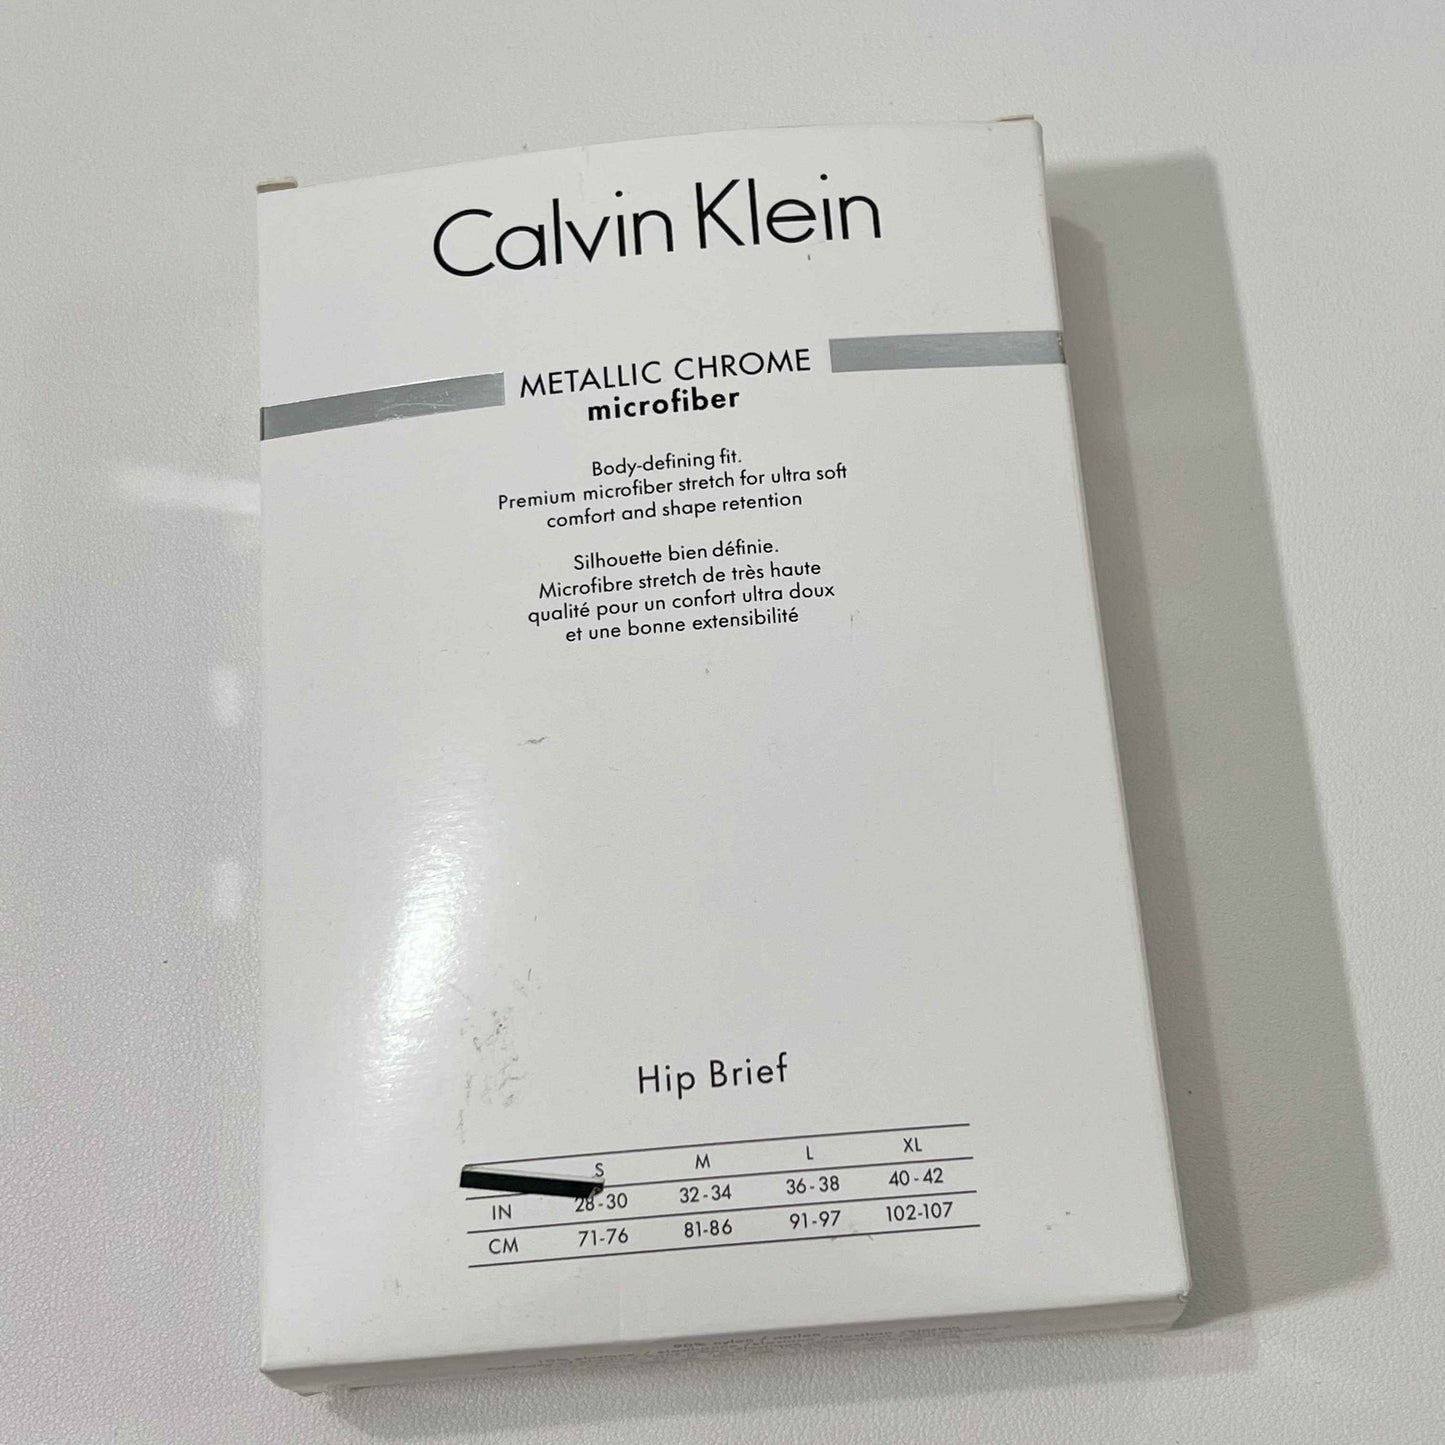 Calvin Klein
METALLIC CHROME
microfiber
Body-defining fit.
Premium microfiber stretch for ultra soft
comfort and shape retention
Silhouette bien définie.
Microfibre stretch de très haute
qualité pour un confort ultra doux
et une bonne extensibilité
Hip Brief
S M L XL
IN 28-30 32-34 36-38 40-42
CM 71-76 81-86 91-97 102-107
90% nylon /